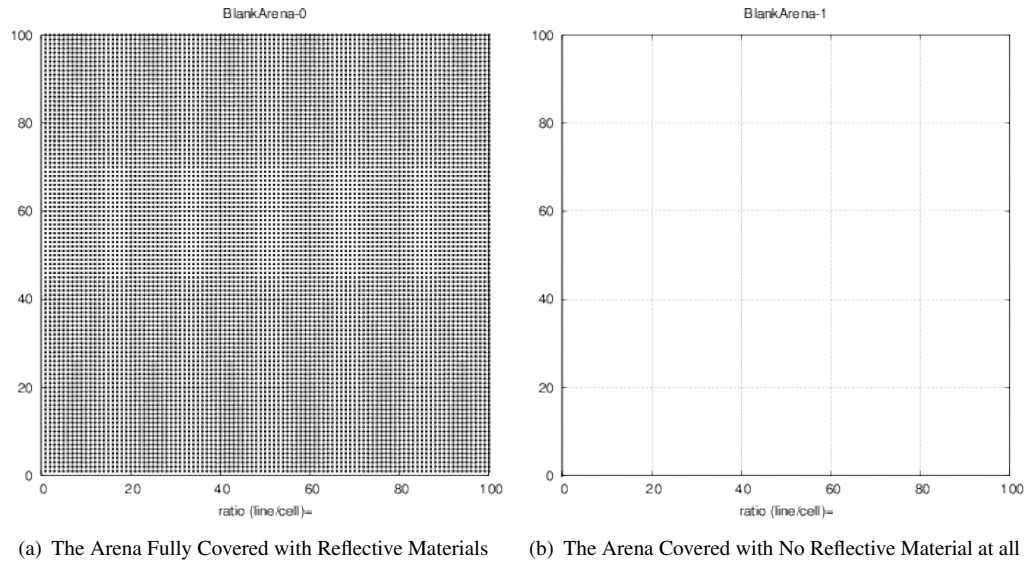 BlankArena-0
100
80
60
40
20
0
0 20 40 60 80 100
ratio (line/cell)=
(a) The Arena Fully Covered with Reflective Materials
BlankArena-1
100
80
60
40
20
0
0 20 40 60 80 100
ratio (line/cell)=
(b) The Arena Covered with No Reflective Material at all